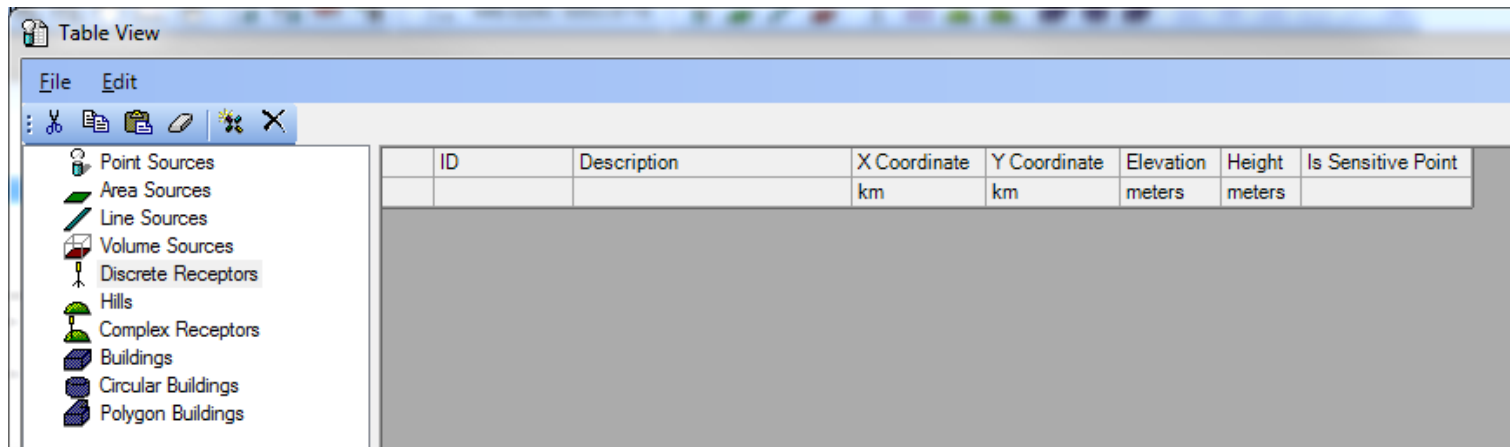 Table View
File Edit
Point Sources
Area Sources
Line Sources
Volume Sources
Discrete Receptors
Hills
Complex Receptors
Buildings
Circular Buildings
Polygon Buildings
ID Description X Coordinate Y Coordinate Elevation Height Is Sensitive Point
km km meters meters